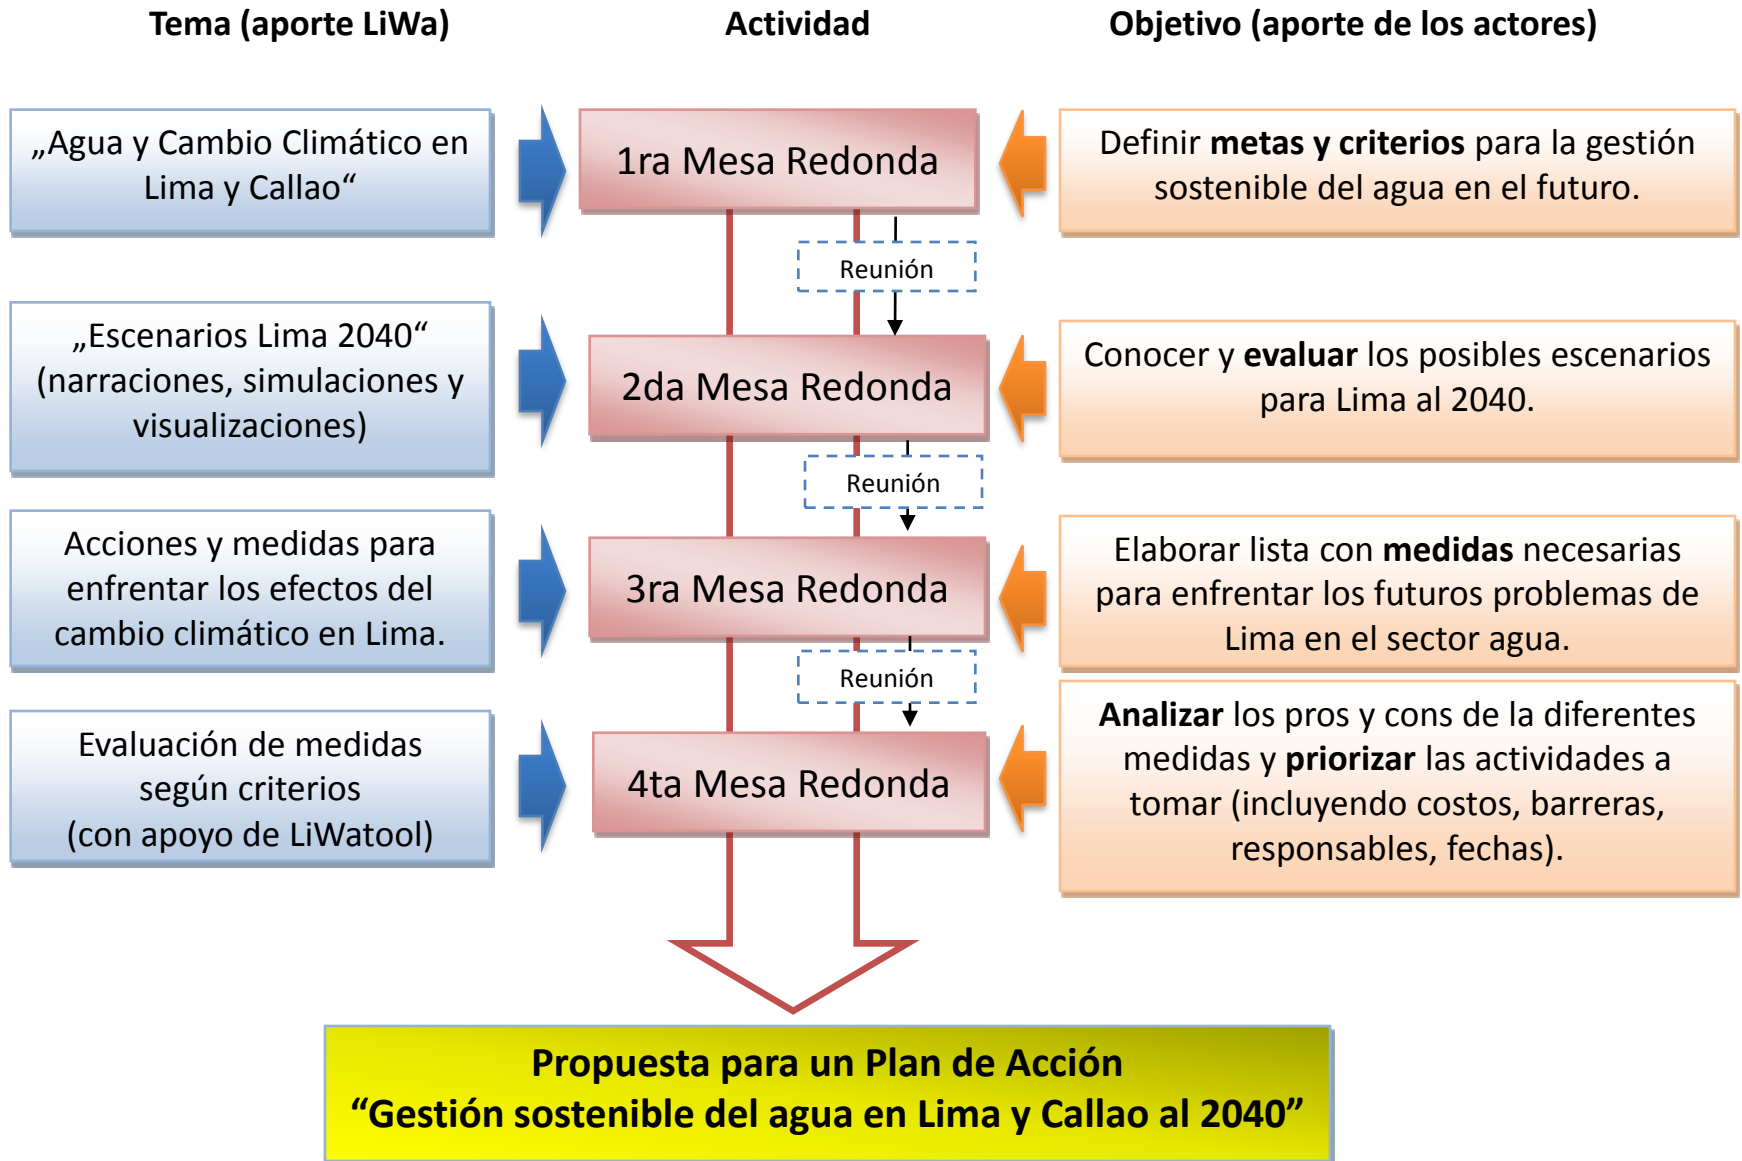 Tema (aporte LiWa)
Actividad
Objetivo (aporte de los actores)
„Agua y Cambio Climático en
Lima y Callao“
1ra Mesa Redonda
Definir metas y criterios para la gestión
sostenible del agua en el futuro.
Reunión
„Escenarios Lima 2040“
(narraciones, simulaciones y
visualizaciones)
2da Mesa Redonda
Conocer y evaluar los posibles escenarios
para Lima al 2040.
Reunión
Acciones y medidas para
enfrentar los efectos del
cambio climático en Lima.
3ra Mesa Redonda
Elaborar lista con medidas necesarias
para enfrentar los futuros problemas de
Lima en el sector agua.
Reunión
Evaluación de medidas
según criterios
(con apoyo de LiWatool)
4ta Mesa Redonda
Analizar los pros y cons de la diferentes
medidas y priorizar las actividades a
tomar (incluyendo costos, barreras,
responsables, fechas).
Propuesta para un Plan de Acción
“Gestión sostenible del agua en Lima y Callao al 2040”